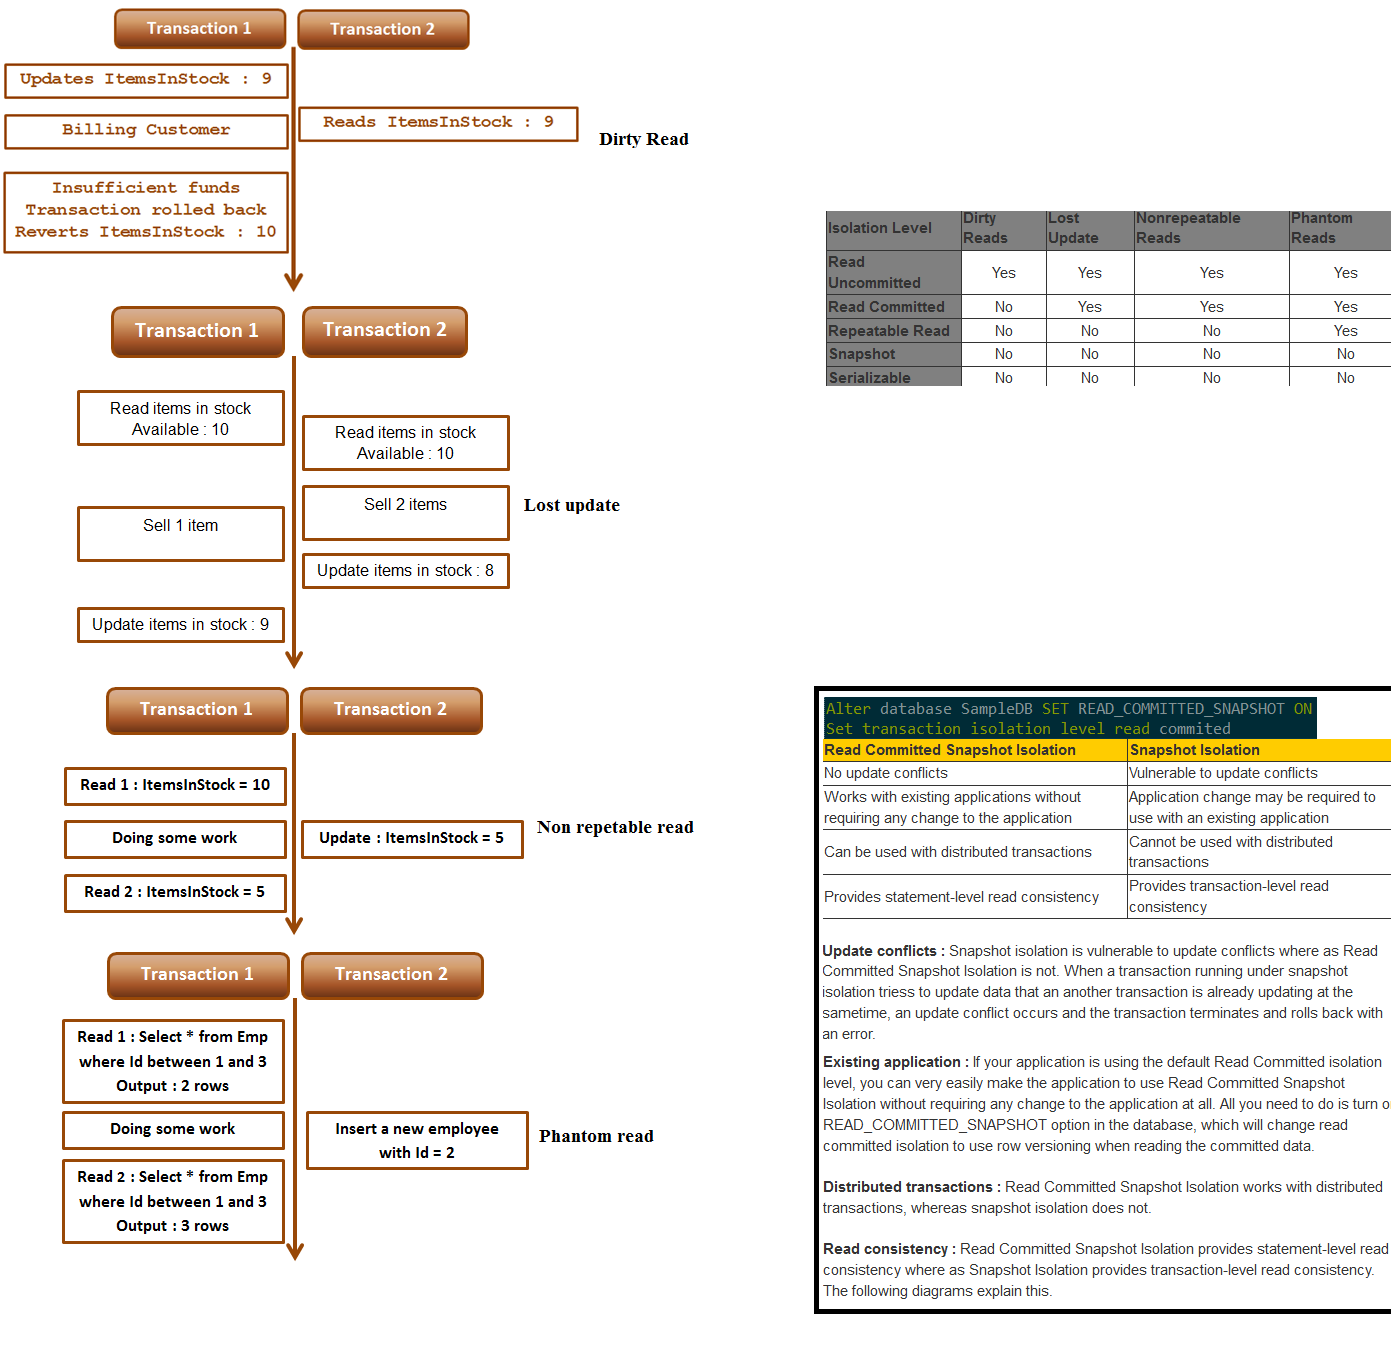 Transaction 1
Transaction 2
Updates ItemsInStock : 9
Reads ItemsInStock : 9
Billing Customer
Dirty Read
Insufficient funds
Transaction rolled back
Reverts ItemsInStock : 10
Transaction 1
Transaction 2
Read items in stock
Available : 10
Read items in stock
Available : 10
Sell 2 items
Lost update
Sell 1 item
Update items in stock : 8
Update items in stock : 9
Transaction 1
Transaction 2
Read 1 : ItemsInStock = 10
Doing some work
Update : ItemsInStock = 5
Non repetable read
Read 2 : ItemsInStock = 5
Transaction 1
Transaction 2
Read 1 : Select * from Emp
where Id between 1 and 3
Output : 2 rows
Doing some work
Insert a new employee
with Id = 2
Phantom read
Read 2 : Select * from Emp
where Id between 1 and 3
Output : 3 rows
Isolation Level
Dirty
Reads
Lost
Update
Nonrepeatable
Reads
Phantom
Reads
Read
Uncommitted
Yes
Yes
Yes
Yes
Read Committed
No
Yes
Yes
Yes
Repeatable Read
No
No
No
Yes
Snapshot
No
No
No
No
Serializable
No
No
No
No
Alter database SampleDB SET READ_COMMITTED_SNAPSHOT ON
Set transaction isolation level read commited
Read Committed Snapshot Isolation
Snapshot Isolation
No update conflicts
Vulnerable to update conflicts
Works with existing applications without
requiring any change to the application
Application change may be required to
use with an existing application
Can be used with distributed transactions
Cannot be used with distributed
transactions
Provides statement-level read consistency
Provides transaction-level read
consistency
Update conflicts : Snapshot isolation is vulnerable to update conflicts where as Read
Committed Snapshot Isolation is not. When a transaction running under snapshot
isolation triess to update data that an another transaction is already updating at the
sametime, an update conflict occurs and the transaction terminates and rolls back with
an error.
Existing application : If your application is using the default Read Committed isolation
level, you can very easily make the application to use Read Committed Snapshot
Isolation without requiring any change to the application at all. All you need to do is turn
READ_COMMITTED_SNAPSHOT option in the database, which will change read
committed isolation to use row versioning when reading the committed data.
Distributed transactions : Read Committed Snapshot Isolation works with distributed
transactions, whereas snapshot isolation does not.
Read consistency : Read Committed Snapshot Isolation provides statement-level read
consistency where as Snapshot Isolation provides transaction-level read consistency.
The following diagrams explain this.